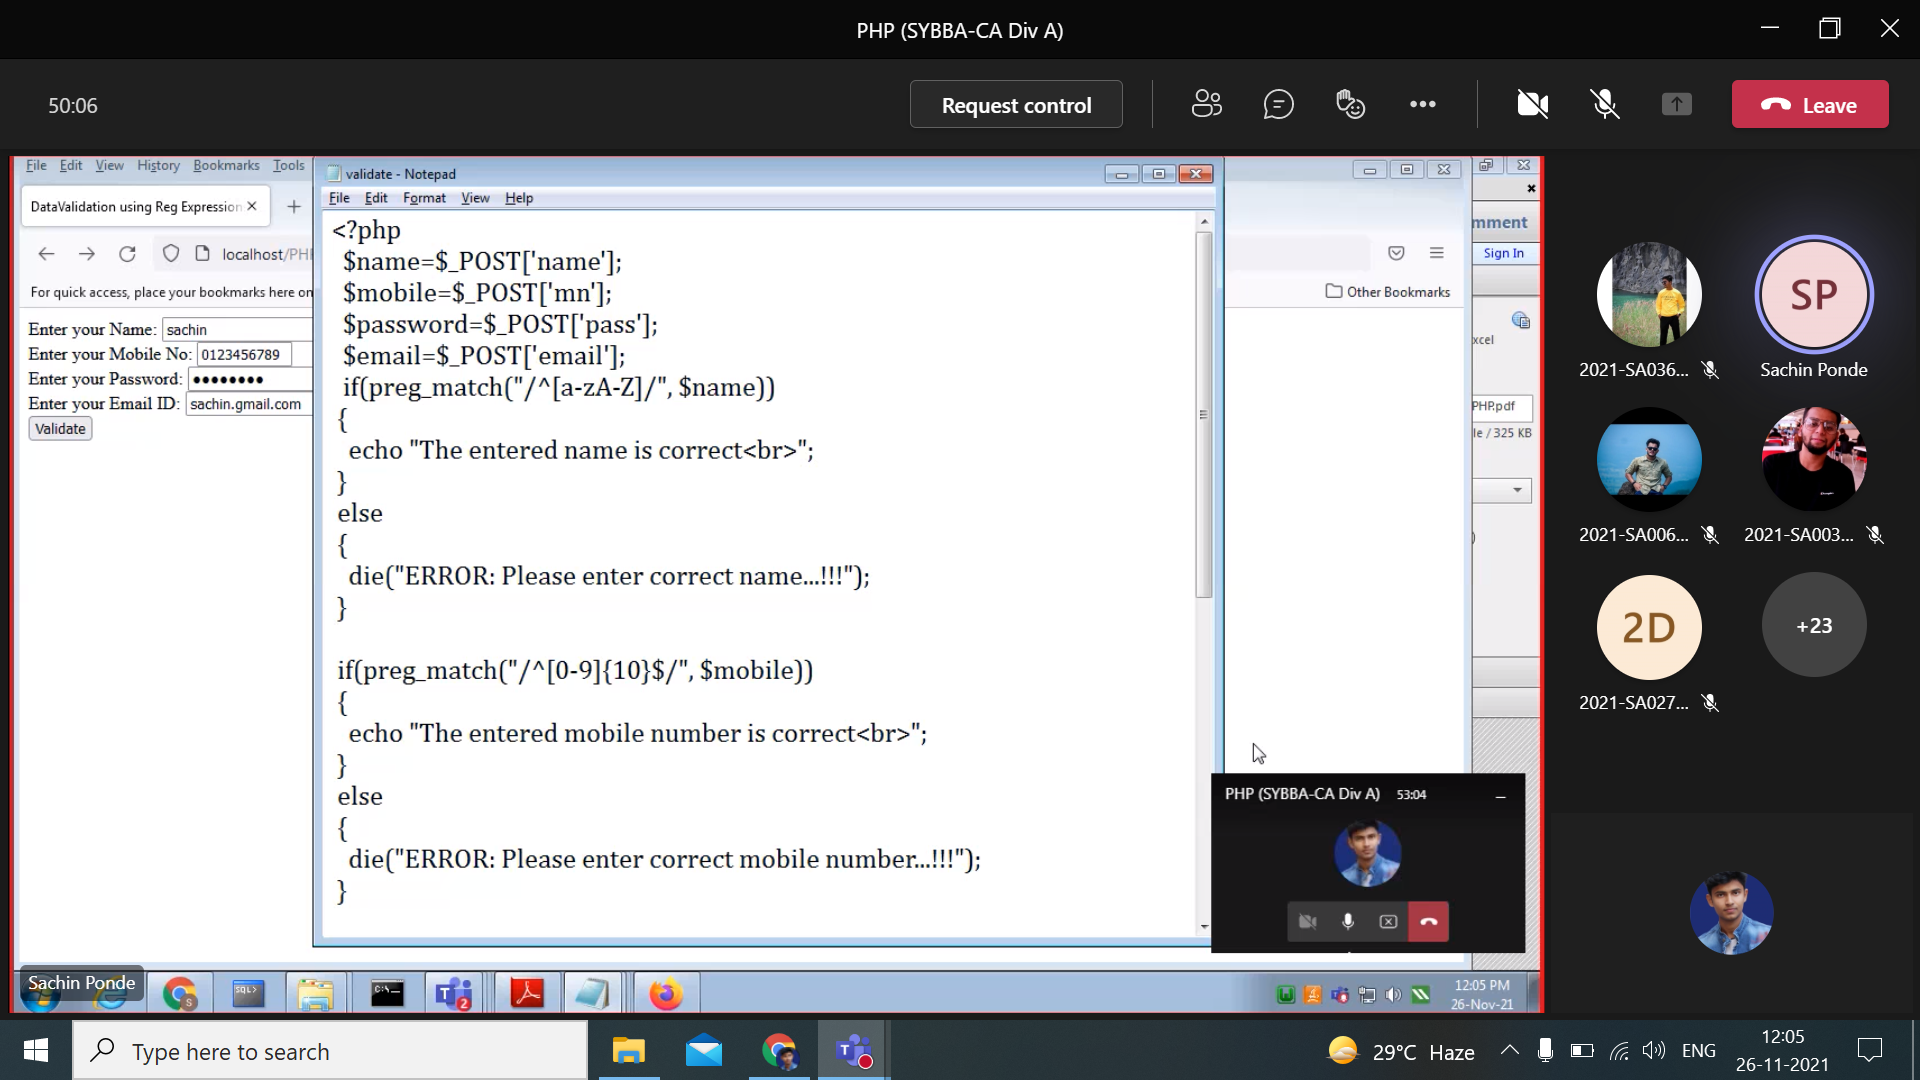 PHP (SYBBA-CA Div A)
50:06
Request control
Leave
File Edit View History Bookmarks Tools
DataValidation using Reg Expression
localhost/PH
For quick access, place your bookmarks here on
Enter your Name: sachin
Enter your Mobile No: 0123456789
Enter your Password: ●●●●●●●●
Enter your Email ID: sachin.gmail.com
Validate
validate - Notepad
File Edit Format View Help
<?php
$name=$_POST['name'];
$mobile=$_POST['mn'];
$password=$_POST['pass'];
$email=$_POST['email'];
if(preg_match("/^[a-zA-Z]/", $name))
{
echo "The entered name is correct<br>";
}
else
{
die("ERROR: Please enter correct name...!!!");
}
if(preg_match("/^[0-9]{10}$/", $mobile))
{
echo "The entered mobile number is correct<br>";
}
else
{
die("ERROR: Please enter correct mobile number...!!!");
}
Other Bookmarks
mment
Sign In
xcel
PHP.pdf
le / 325 KB
PHP (SYBBA-CA Div A) 53:04
2021-SA036...
SP
Sachin Ponde
2021-SA006...
2021-SA003...
2D
2021-SA027...
+23
Sachin Ponde
S
SQL>
C:\_
T
2
12:05 PM
26-Nov-21
Type here to search
T
29°C Haze
ENG
12:05
26-11-2021